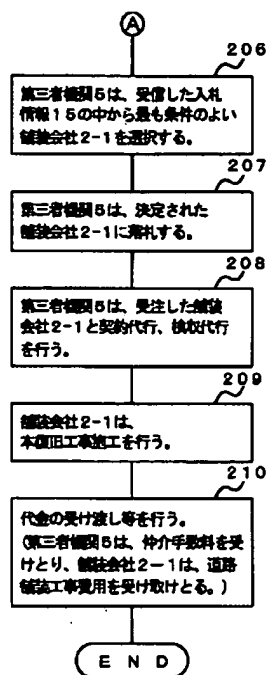 A
206
第三者機関5は、受信した入札
情報15の中から最も条件のよい
舗装会社2-1を選択する。
207
第三者機関5は、決定された
舗装会社2-1に落札する。
208
第三者機関5は、受注した舗装
会社2-1と契約代行、検収代行
を行う。
209
舗装会社2-1は、
本復旧工事施工を行う。
210
代金の受け渡し等を行う。
(第三者機関5は、仲介手数料を受
けとり、舗装会社2-1は、道路
舗装工事費用を受け取けとる。)
END